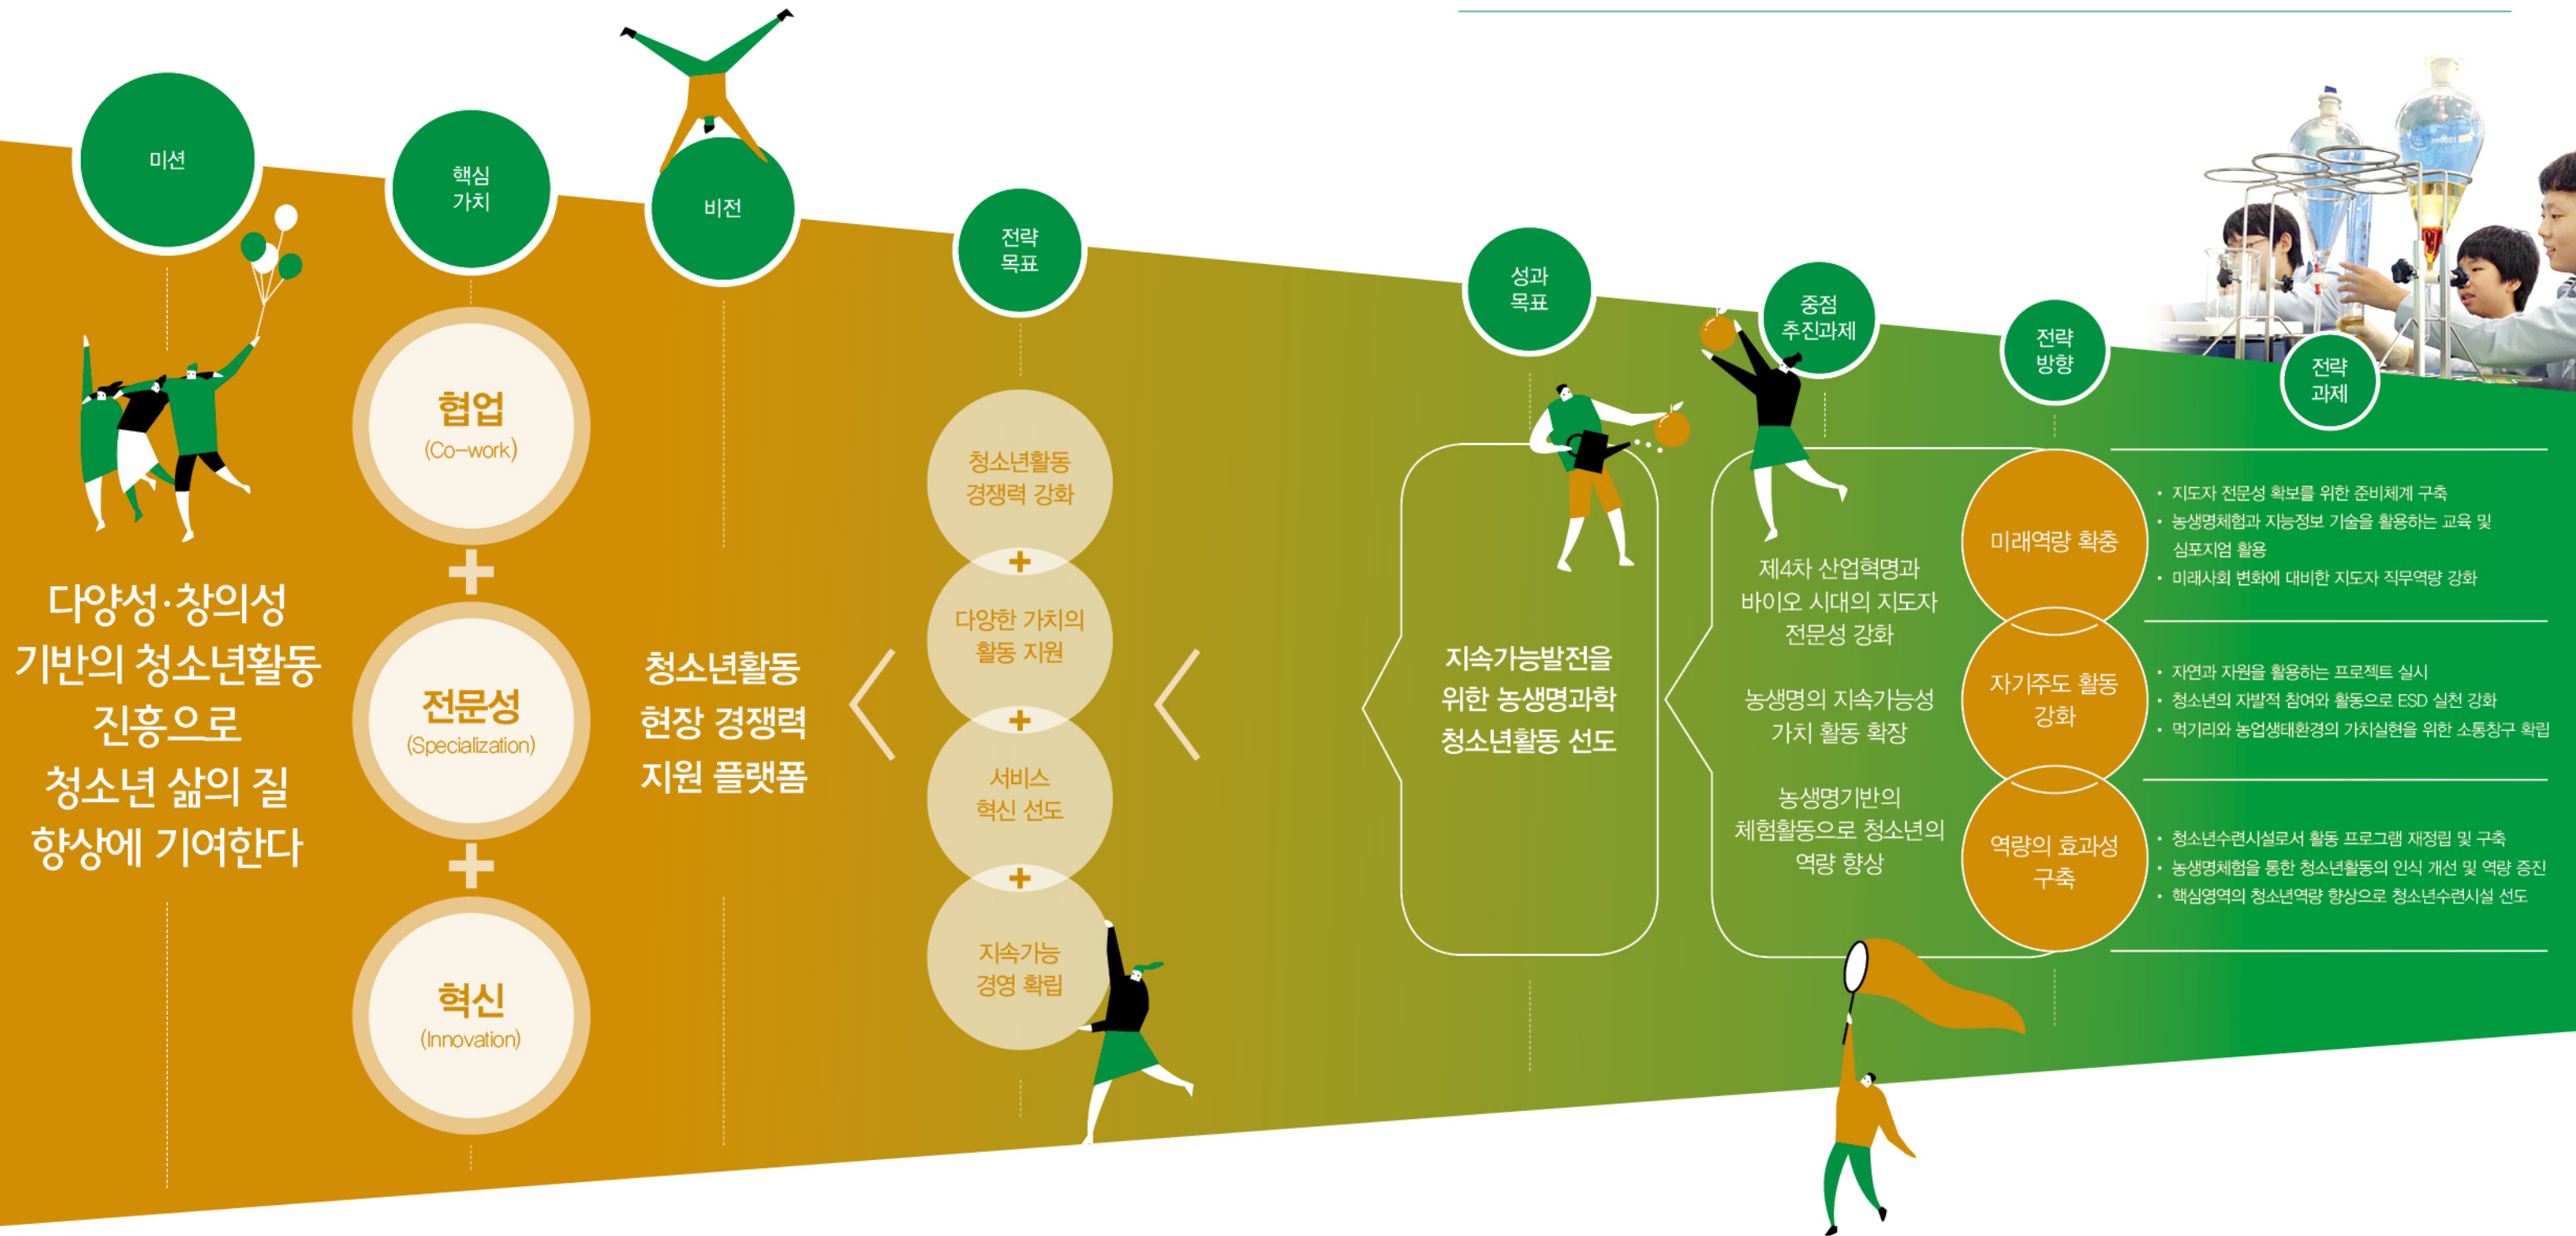 미션
다양성·창의성
기반의 청소년활동
진흥으로
청소년 삶의 질
향상에 기여한다
핵심
가치
협업
(Co-work)
+
전문성
(Specialization)
+
혁신
(Innovation)
비전
청소년활동
현장 경쟁력
지원 플랫폼
전략
목표
청소년활동
경쟁력 강화
+
다양한 가치의
활동 지원
+
서비스
혁신 선도
+
지속가능
경영 확립
성과
목표
지속가능발전을
위한 농생명과학
청소년활동 선도
중점
추진과제
제4차 산업혁명과
바이오 시대의 지도자
전문성 강화
농생명의 지속가능성
가치 활동 확장
농생명기반의
체험활동으로 청소년의
역량 향상
전략
방향
미래역량 확충
자기주도 활동
강화
역량의 효과성
구축
전략
과제
• 지도자 전문성 확보를 위한 준비체계 구축
• 농생명체험과 지능정보 기술을 활용하는 교육 및
심포지엄 활용
• 미래사회 변화에 대비한 지도자 직무역량 강화
• 자연과 자원을 활용하는 프로젝트 실시
• 청소년의 자발적 참여와 활동으로 ESD 실천 강화
• 먹기리와 농업생태환경의 가치실현을 위한 소통창구 확립
• 청소년수련시설로서 활동 프로그램 재정립 및 구축
• 농생명체험을 통한 청소년활동의 인식 개선 및 역량 증진
• 핵심영역의 청소년역량 향상으로 청소년수련시설 선도